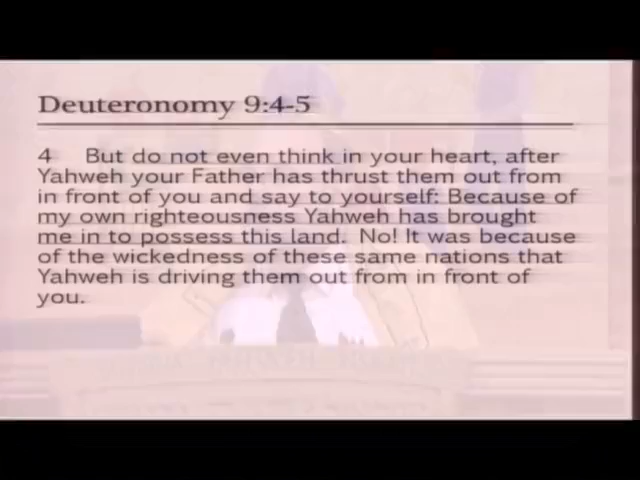 Deuteronomy 9:4-5
4 But do not even think in your heart, after
Yahweh your Father has thrust them out from
in front of you and say to yourself: Because of
my own righteousness Yahweh has brought
me in to possess this land. No! It was because
of the wickedness of these same nations that
Yahweh is driving them out from in front of
you.